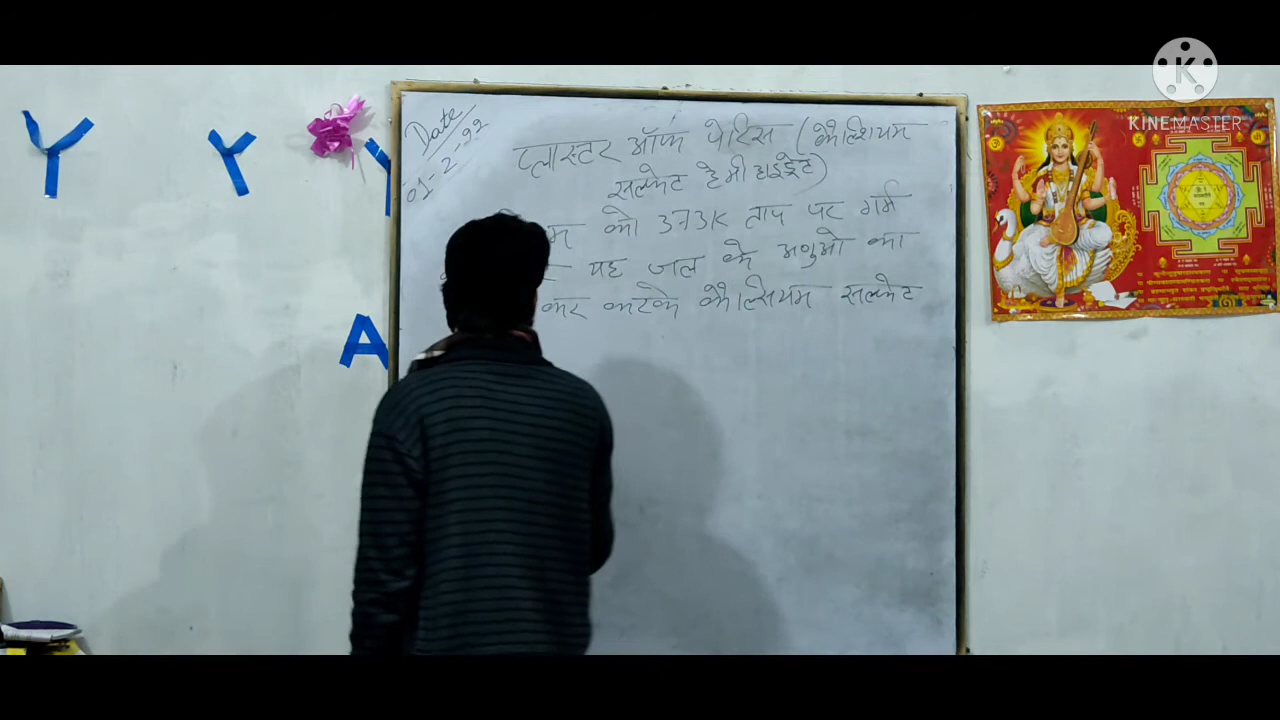 Date
01-2-22
प्लास्टर ऑफ पेरिस (कैल्शियम
सल्फेट हेमी हाइड्रेट)
को 373K ताप पर गर्म
यह जल के अणुओ का
कर करके कैल्सियम सल्फेट
Y Y Y
A
K
KINEMASTER